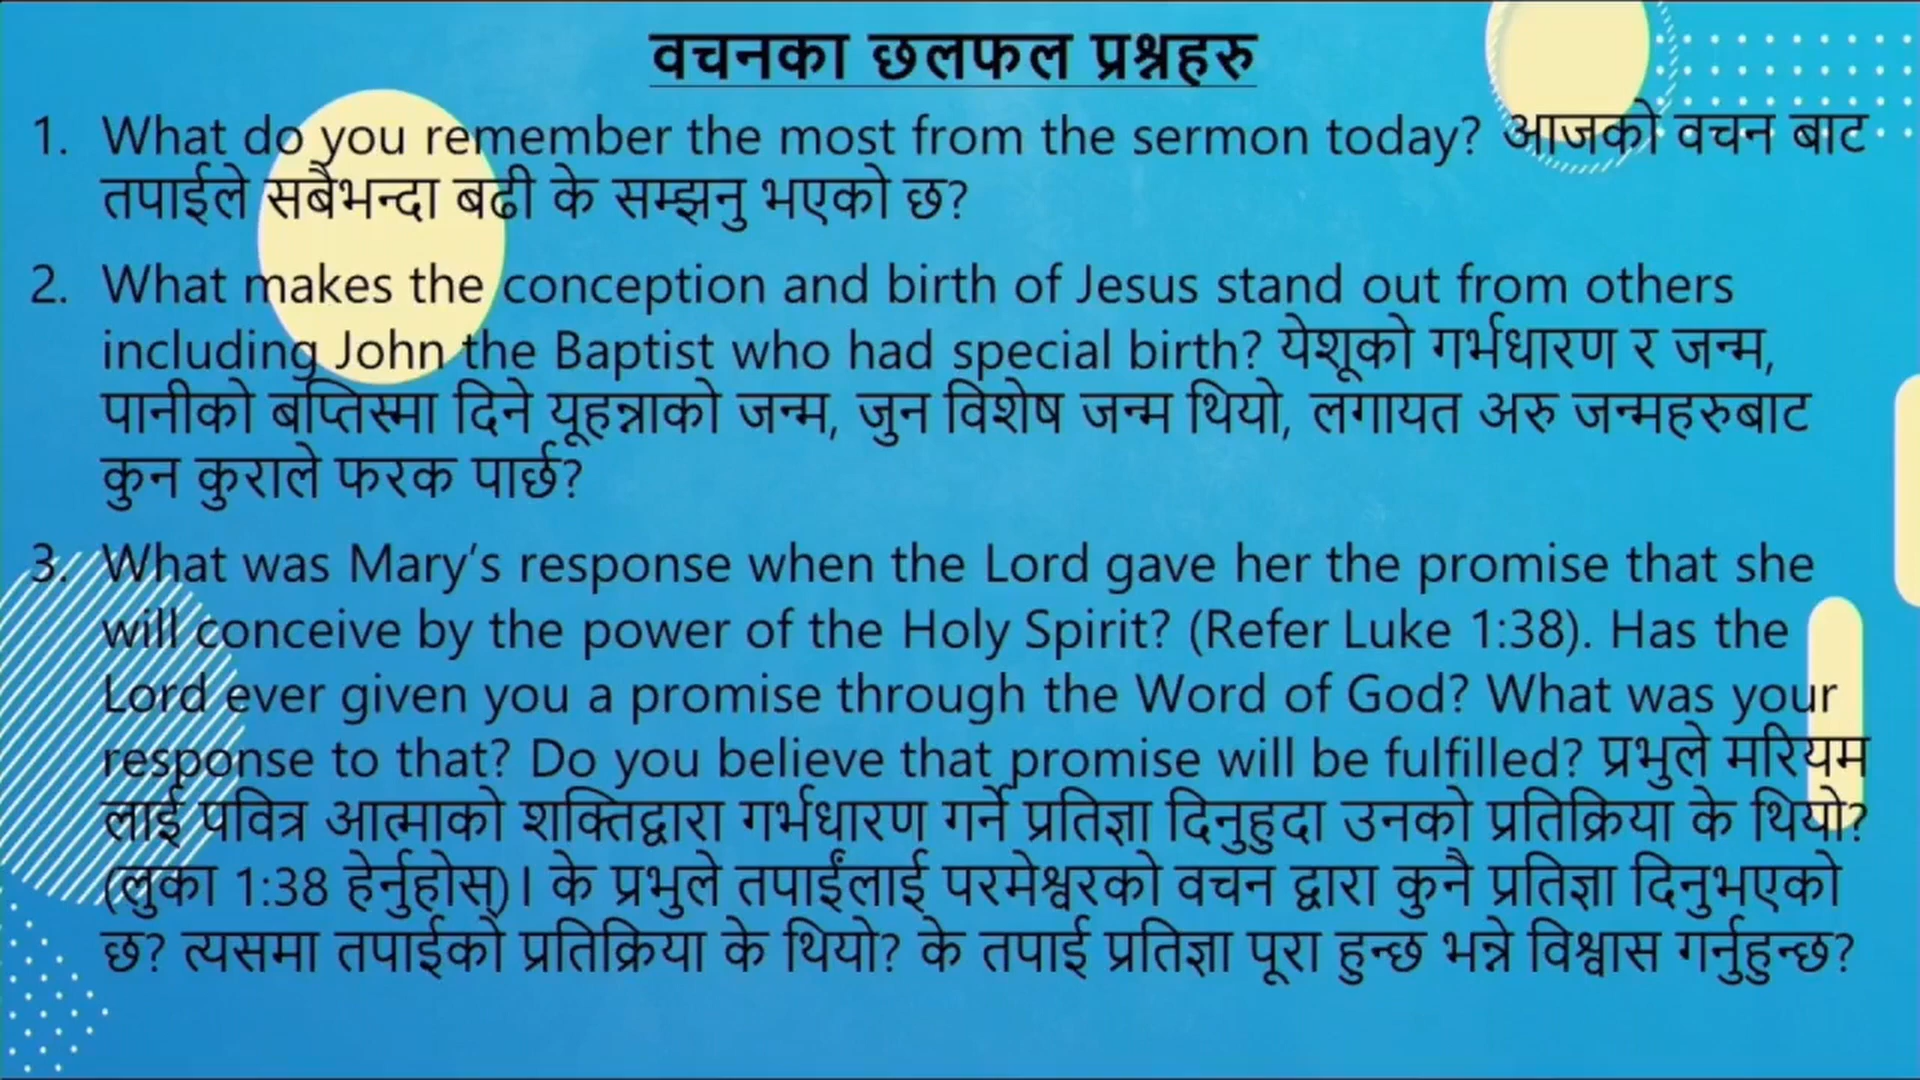 वचनका छलफल प्रश्नहरु
1. What do you remember the most from the sermon today? आजको वचन बाट
तपाईले सबैभन्दा बढी के सम्झनु भएको छ?
2. What makes the conception and birth of Jesus stand out from others
including John the Baptist who had special birth? येशूको गर्भधारण र जन्म,
पानीको बप्तिस्मा दिने यूहन्नाको जन्म, जुन विशेष जन्म थियो, लगायत अरु जन्महरुबाट
कुन कुराले फरक पार्छ?
3. What was Mary’s response when the Lord gave her the promise that she
will conceive by the power of the Holy Spirit? (Refer Luke 1:38). Has the
Lord ever given you a promise through the Word of God? What was your
response to that? Do you believe that promise will be fulfilled? प्रभुले मरियम
लाई पवित्र आत्माको शक्तिद्वारा गर्भधारण गर्ने प्रतिज्ञा दिनुहुदा उनको प्रतिक्रिया के थियो?
(लुका 1:38 हेर्नुहोस्)। के प्रभुले तपाईंलाई परमेश्वरको वचन द्वारा कुनै प्रतिज्ञा दिनुभएको
छ? त्यसमा तपाईको प्रतिक्रिया के थियो? के तपाई प्रतिज्ञा पूरा हुन्छ भन्ने विश्वास गर्नुहुन्छ?